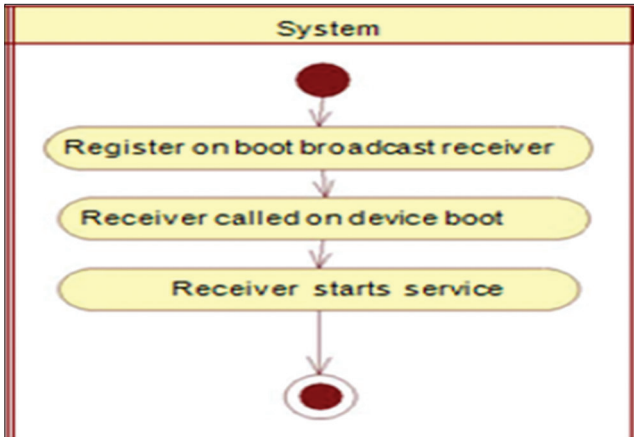 System
Register on boot broadcast receiver
Receiver called on device boot
Receiver starts service